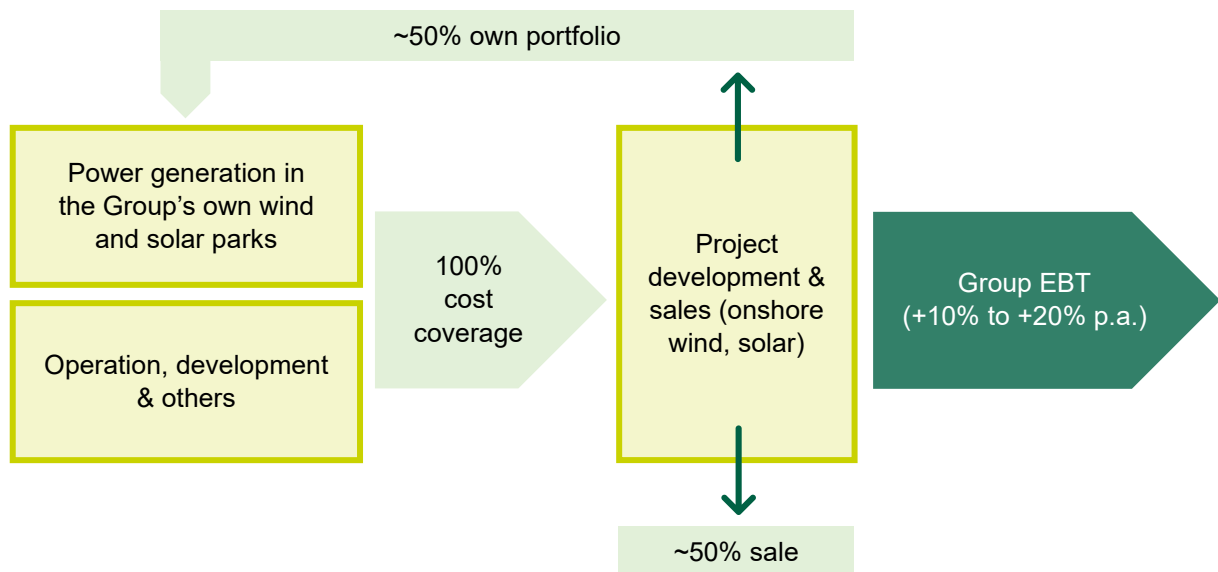 ~50% own portfolio
Power generation in
the Group’s own wind
and solar parks
Operation, development
& others
100%
cost
coverage
Project
development &
sales (onshore
wind, solar)
Group EBT
(+10% to +20% p.a.)
~50% sale